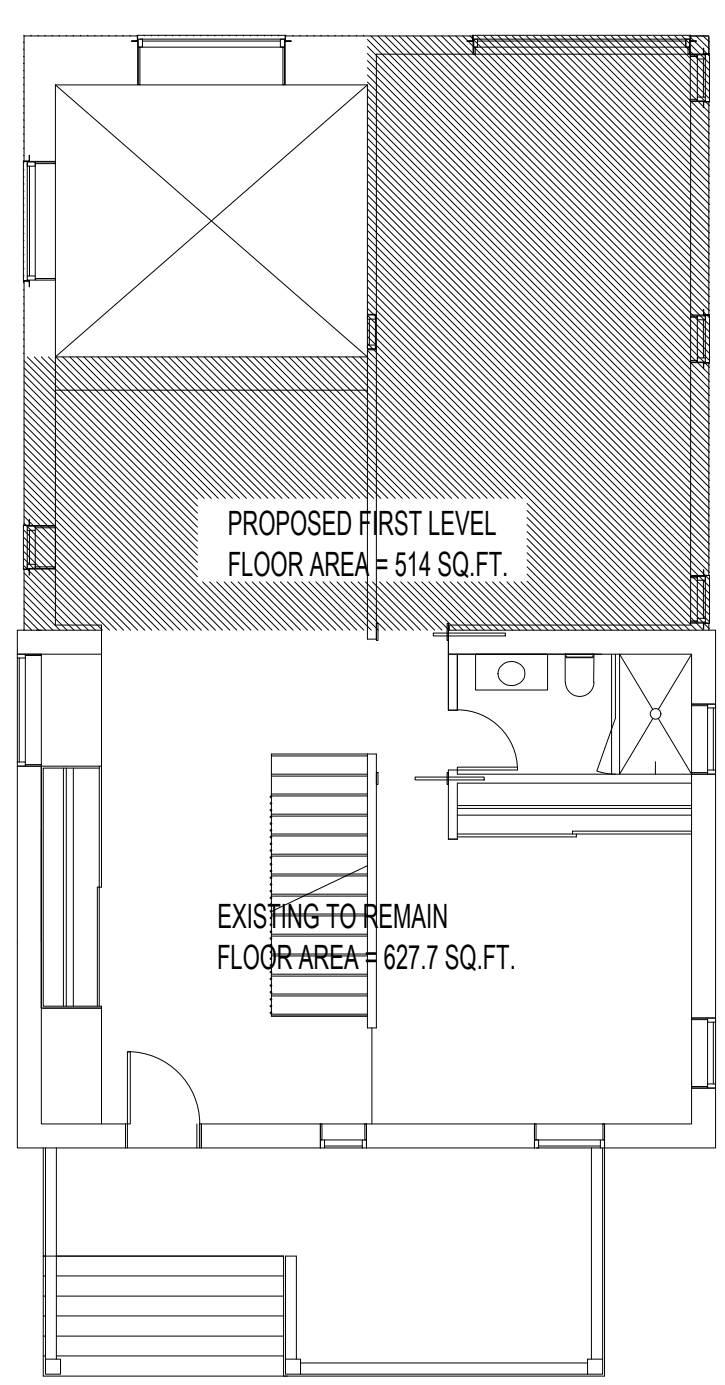 PROPOSED FIRST LEVEL
FLOOR AREA = 514 SQ.FT.
EXISTING TO REMAIN
FLOOR AREA = 627.7 SQ.FT.